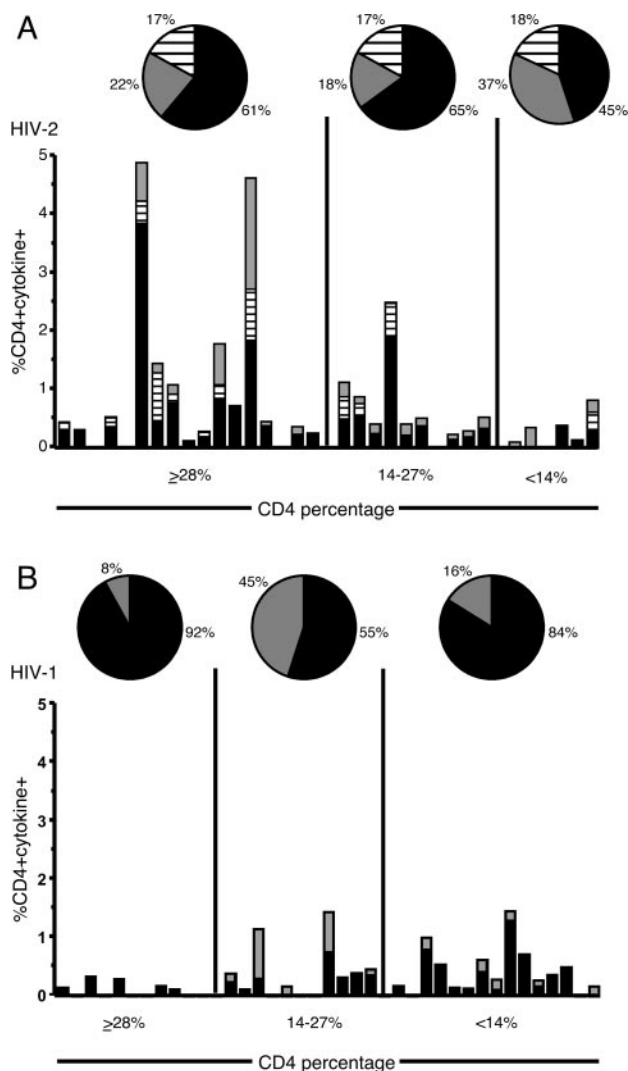 A
17% 17% 18%
22% 61% 18% 65% 37% 45%
HIV-2
%CD4+cytokine+
5
4
3
2
1
0
≥28% 14-27% <14%
CD4 percentage
B
8% 45% 16%
92% 55% 84%
HIV-1
%CD4+cytokine+
5
4
3
2
1
0
≥28% 14-27% <14%
CD4 percentage